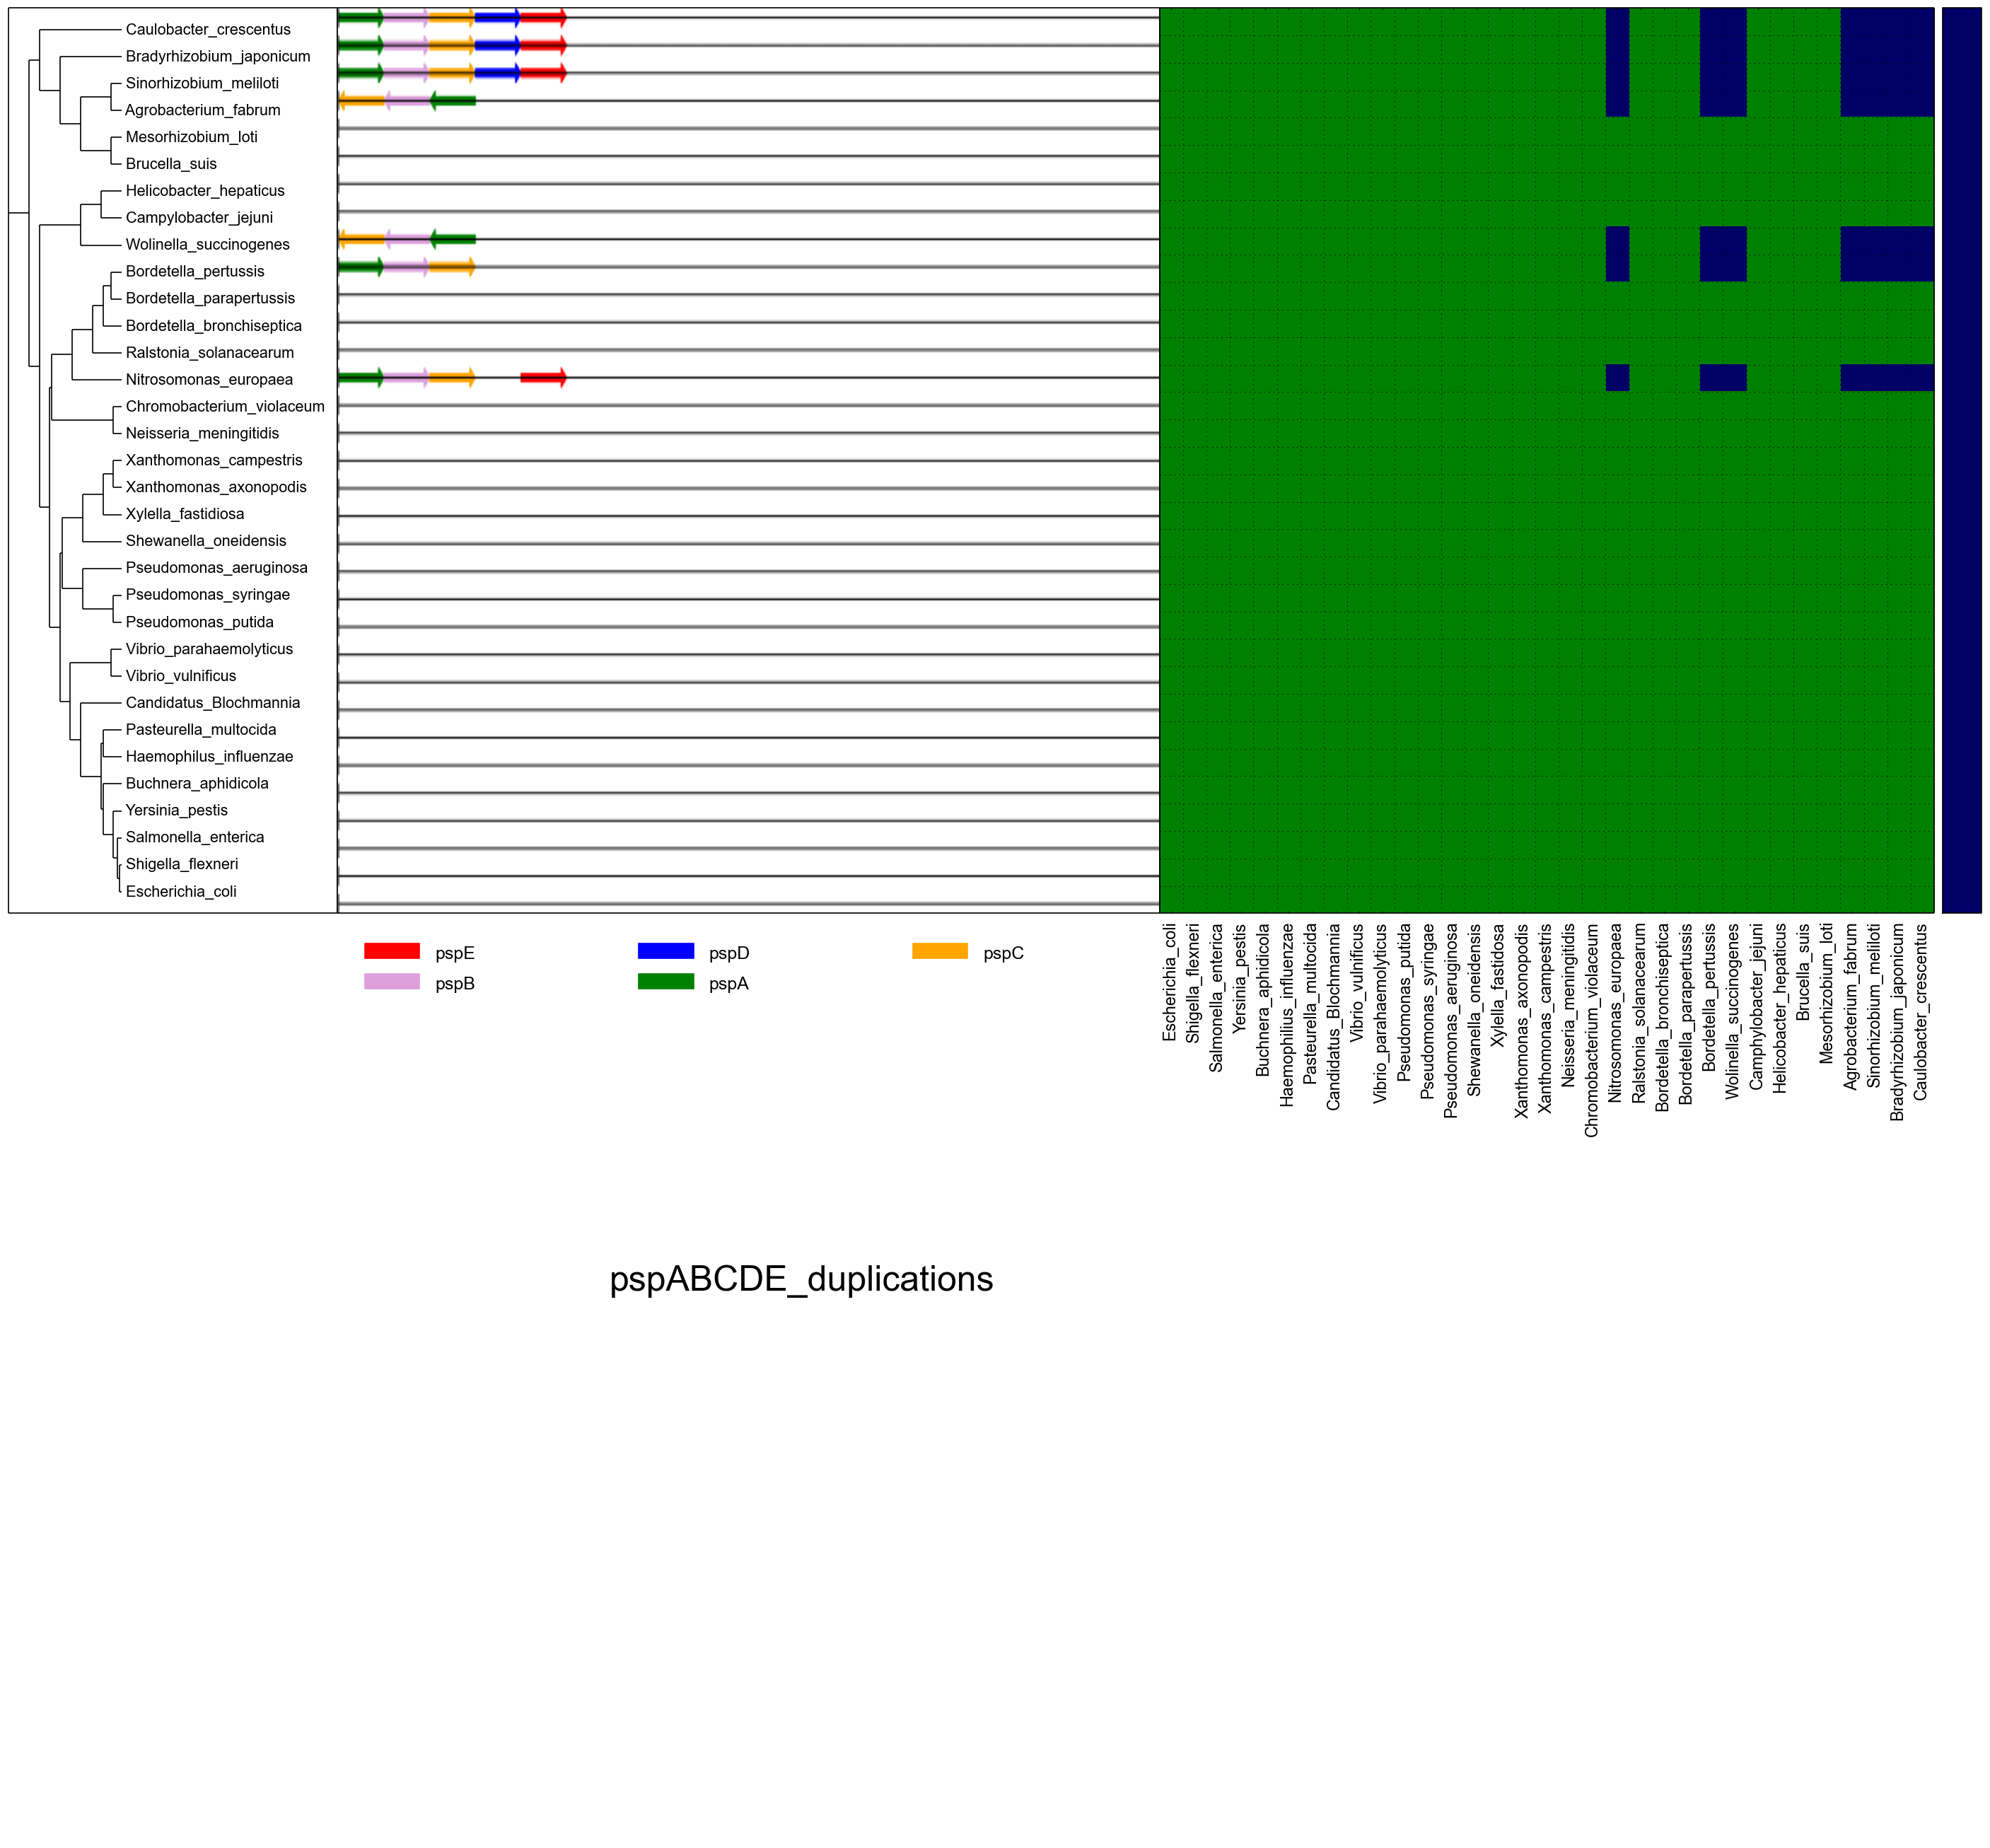 Caulobacter_crescentus
Bradyrhizobium_japonicum
Sinorhizobium_meliloti
Agrobacterium_fabrum
Mesorhizobium_loti
Brucella_suis
Helicobacter_hepaticus
Campylobacter_jejuni
Wolinella_succinogenes
Bordetella_pertussis
Bordetella_parapertussis
Bordetella_bronchiseptica
Ralstonia_solanacearum
Nitrosomonas_europaea
Chromobacterium_violaceum
Neisseria_meningitidis
Xanthomonas_campestris
Xanthomonas_axonopodis
Xylella_fastidiosa
Shewanella_oneidensis
Pseudomonas_aeruginosa
Pseudomonas_syringae
Pseudomonas_putida
Vibrio_parahaemolyticus
Vibrio_vulnificus
Candidatus_Blochmannia
Pasteurella_multocida
Haemophilus_influenzae
Buchnera_aphidicola
Yersinia_pestis
Salmonella_enterica
Shigella_flexneri
Escherichia_coli
pspE
pspD
pspC
pspB
pspA
Escherichia_coli
Shigella_flexneri
Salmonella_enterica
Yersinia_pestis
Buchnera_aphidicola
Haemophilius_influenzae
Pasteurella_multocida
Candidatus_Blochmannia
Vibrio_vulnificus
Vibrio_parahaemolyticus
Pseudomonas_putida
Pseudomonas_syringae
Pseudomonas_aeruginosa
Shewanella_oneidensis
Xylella_fastidosa
Xanthomonas_axonopodis
Xanthomonas_campestris
Neisseria_meningitidis
Chromobacterium_violaceum
Nitrosomonas_europaea
Ralstonia_solanacearum
Bordetella_bronchiseptica
Bordetella_parapertussis
Bordetella_pertussis
Wolinella_succinogenes
Camphylobacter_jejuni
Helicobacter_hepaticus
Brucella_suis
Mesorhizobium_loti
Agrobacterium_fabrum
Sinorhizobium_meliloti
Bradyrhizobium_japonicum
Caulobacter_crescentus
pspABCDE_duplications